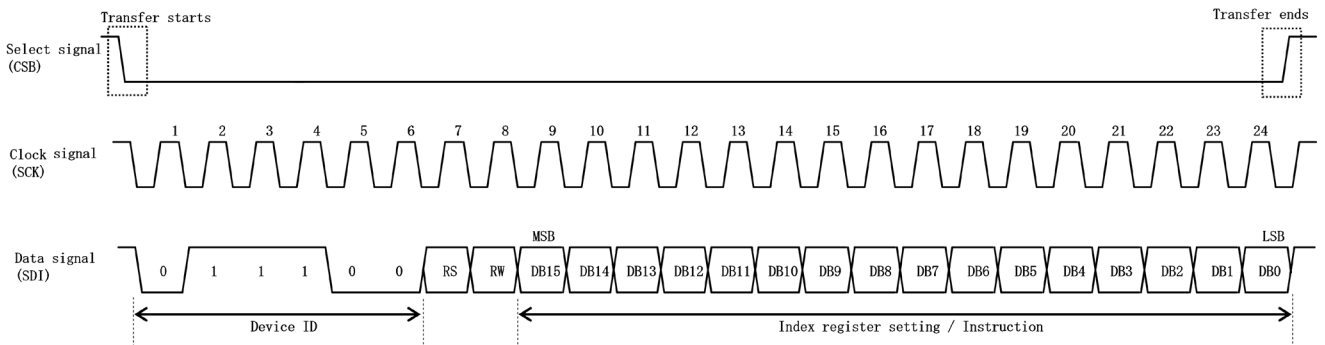 Transfer starts
Transfer ends
Select signal
(CSB)
1 2 3 4 5 6 7 8 9 10 11 12 13 14 15 16 17 18 19 20 21 22 23 24
Clock signal
(SCK)
MSB
LSB
Data signal
(SDI)
0 1 1 1 0 0 RS RW DB15 DB14 DB13 DB12 DB11 DB10 DB9 DB8 DB7 DB6 DB5 DB4 DB3 DB2 DB1 DB0
Device ID
Index register setting / Instruction